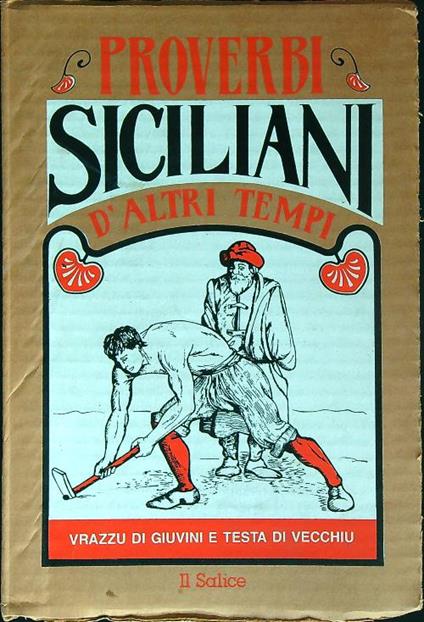 PROVERBI
SICILIANI
D'ALTRI TEMPI
VRAZZU DI GIUVINI E TESTA DI VECCHIU
Il Salice